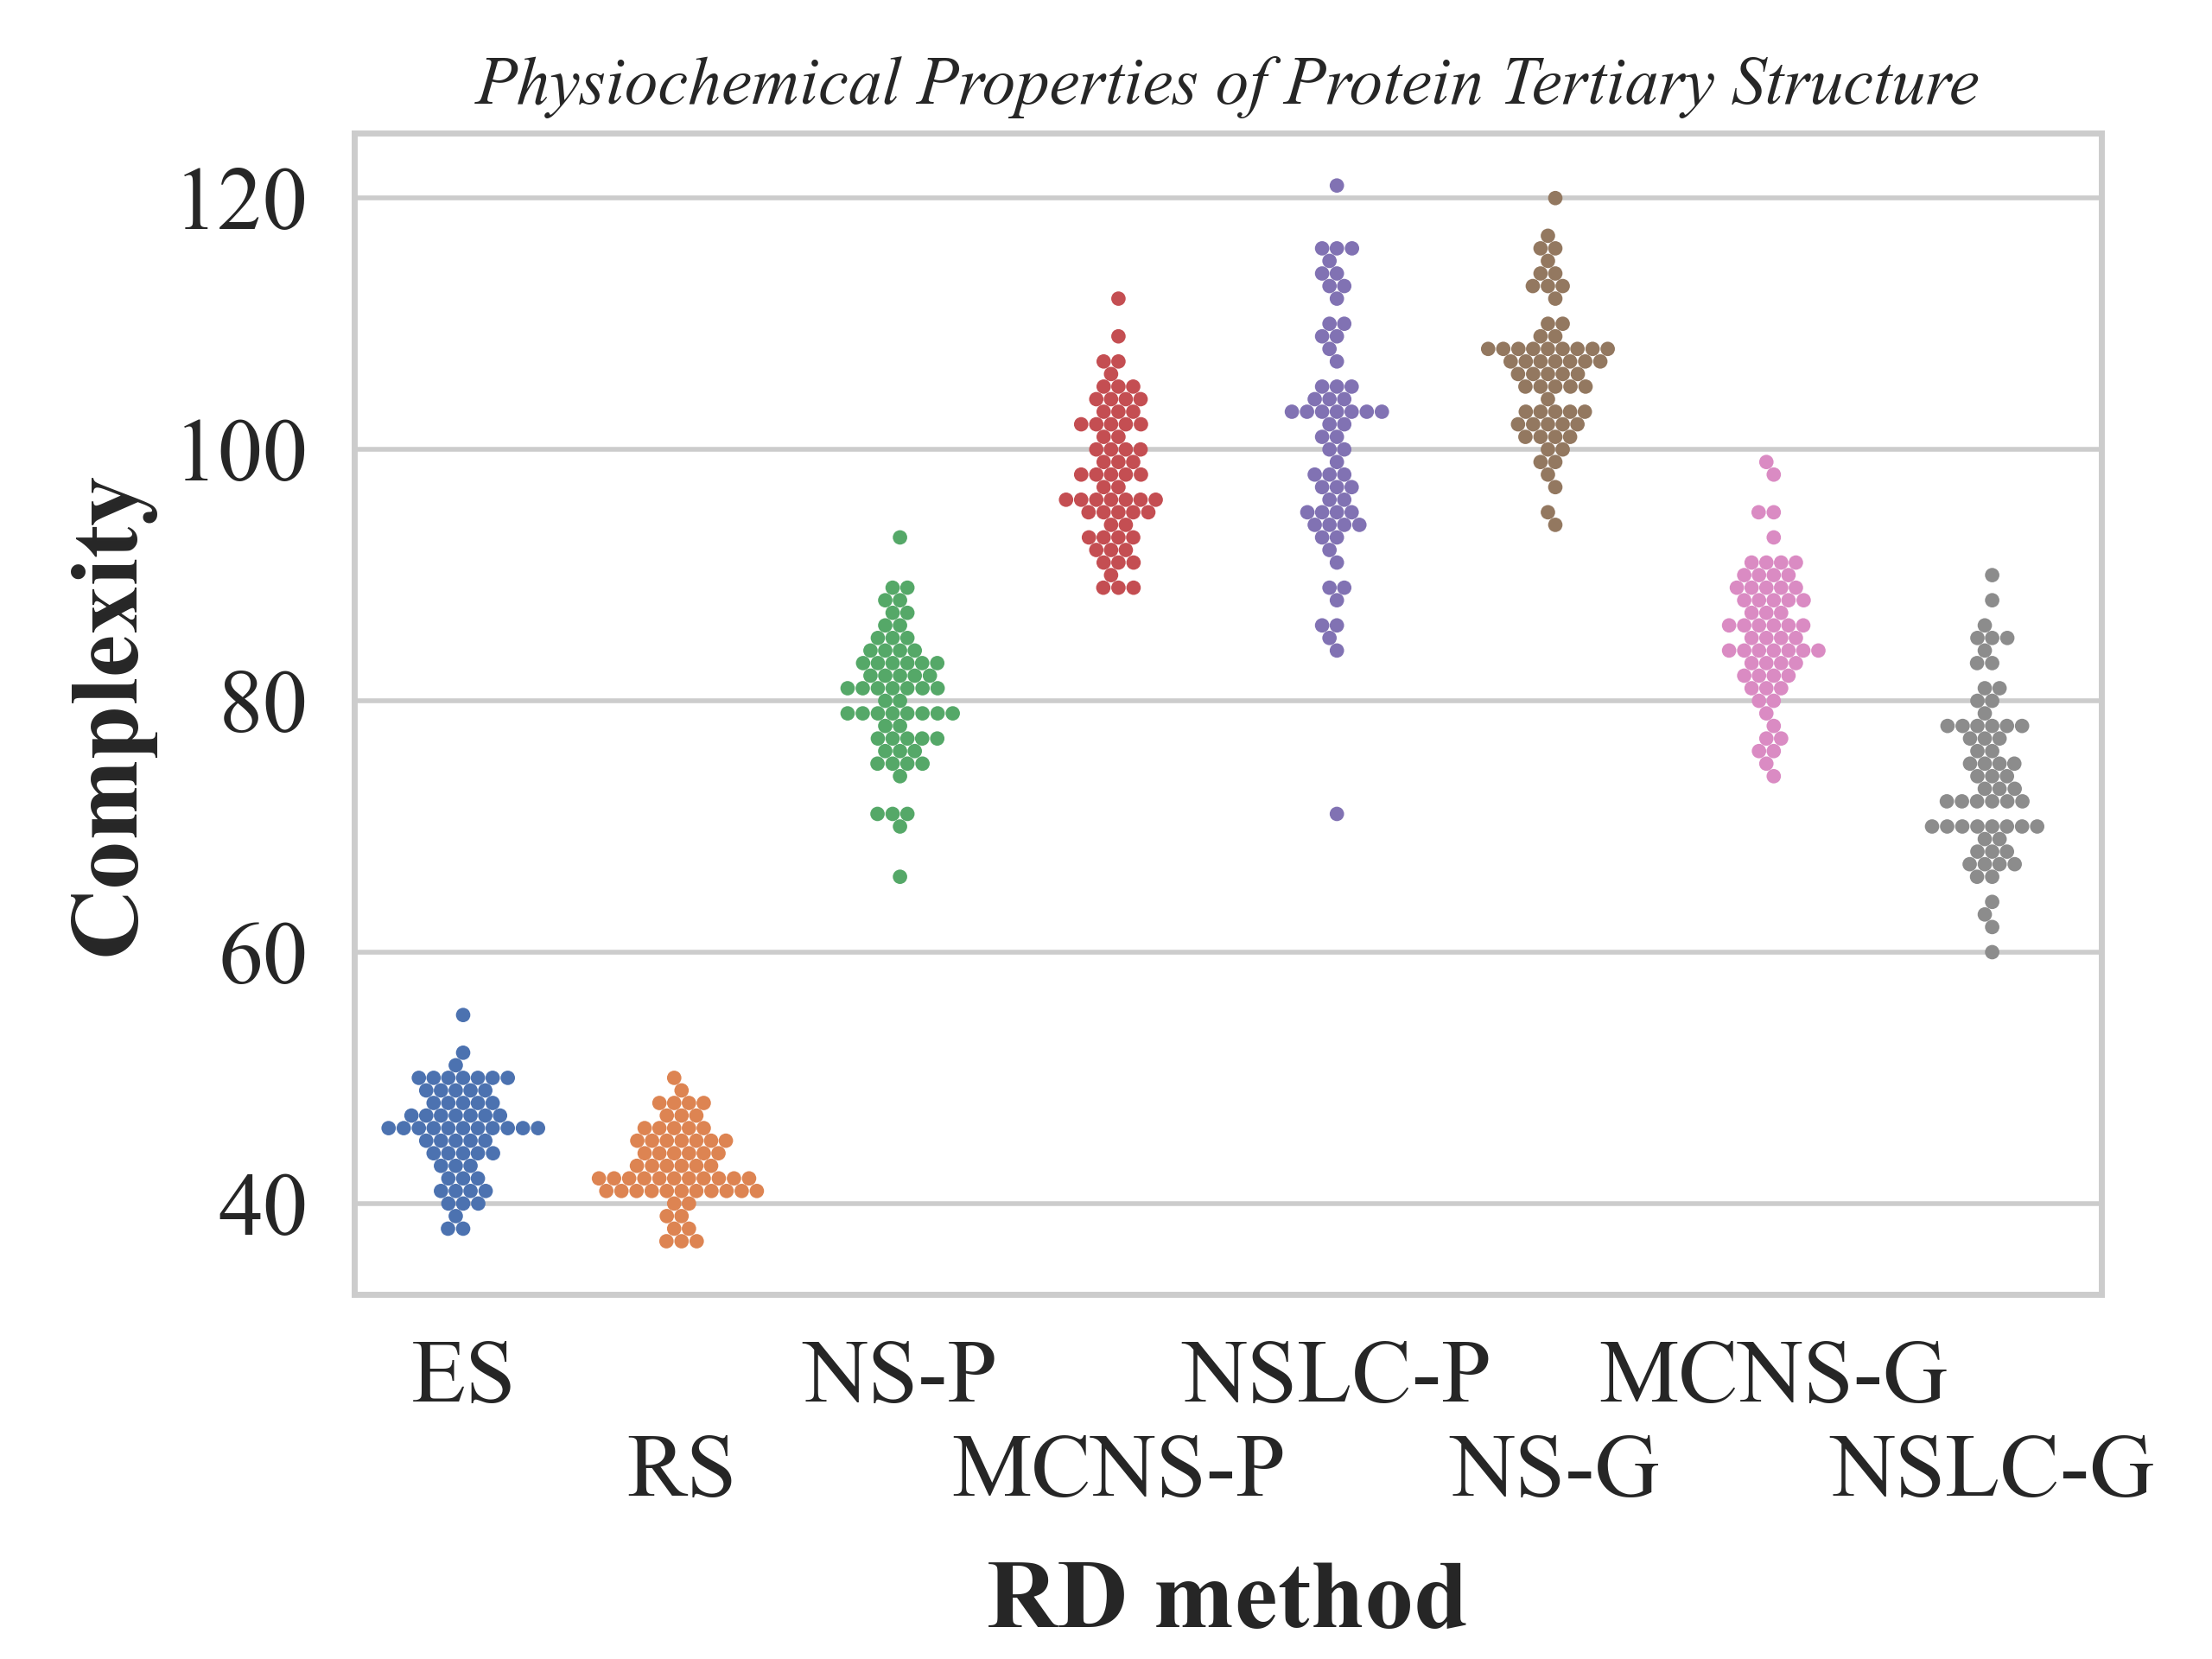 Physiochemical Properties of Protein Tertiary Structure
120
100
80
60
40
Complexity
ES
NS-P
NSLC-P
MCNS-G
RS
MCNS-P
NS-G
NSLC-G
RD method